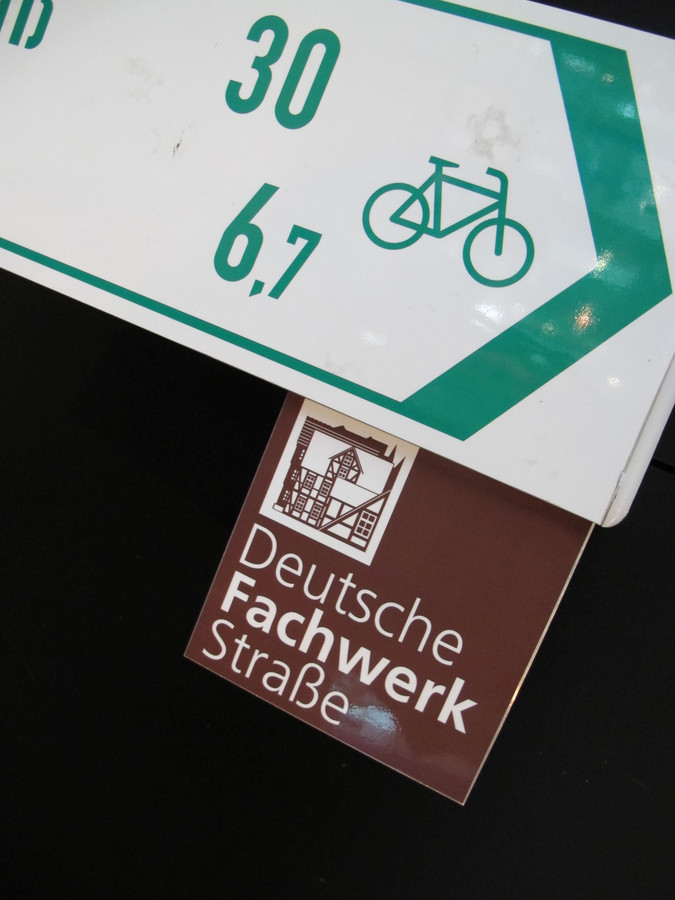 30
6,7
Deutsche
Fachwerk
Straße